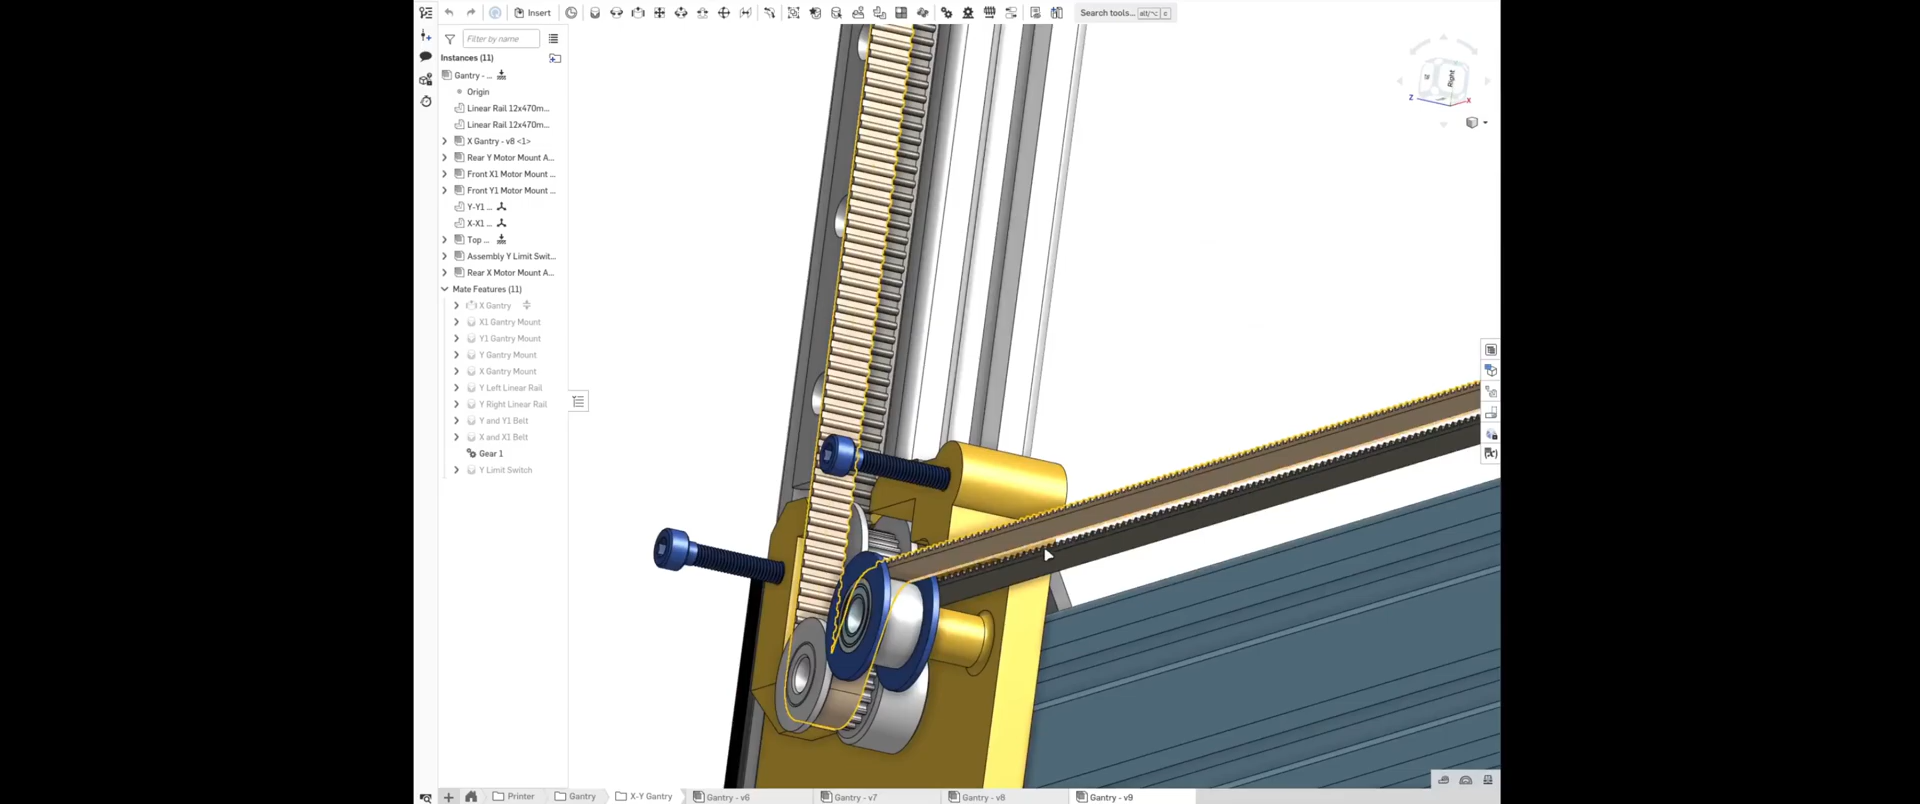 Insert
Search tools... alt/⌥ c
Filter by name
Instances (11)
Gantry - ...
Origin
Linear Rail 12x470m...
Linear Rail 12x470m...
X Gantry - v8 <1>
Rear Y Motor Mount A...
Front X1 Motor Mount ...
Front Y1 Motor Mount ...
Y-Y1 ...
X-X1 ...
Top ...
Assembly Y Limit Swit...
Rear X Motor Mount A...
Mate Features (11)
X Gantry
X1 Gantry Mount
Y1 Gantry Mount
Y Gantry Mount
X Gantry Mount
Y Left Linear Rail
Y Right Linear Rail
Y and Y1 Belt
X and X1 Belt
Gear 1
Y Limit Switch
Right
Z
X
Printer
Gantry
X-Y Gantry
Gantry - v6
Gantry - v7
Gantry - v8
Gantry - v9